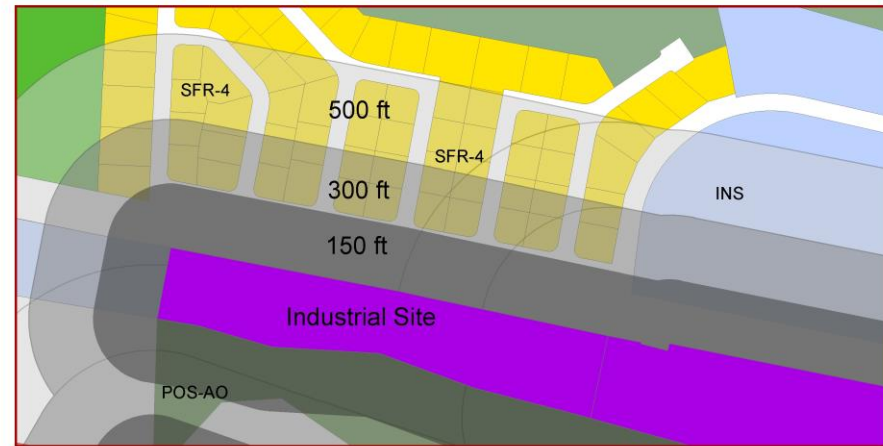 SFR-4
500 ft
SFR-4
300 ft
INS
150 ft
Industrial Site
POS-AO